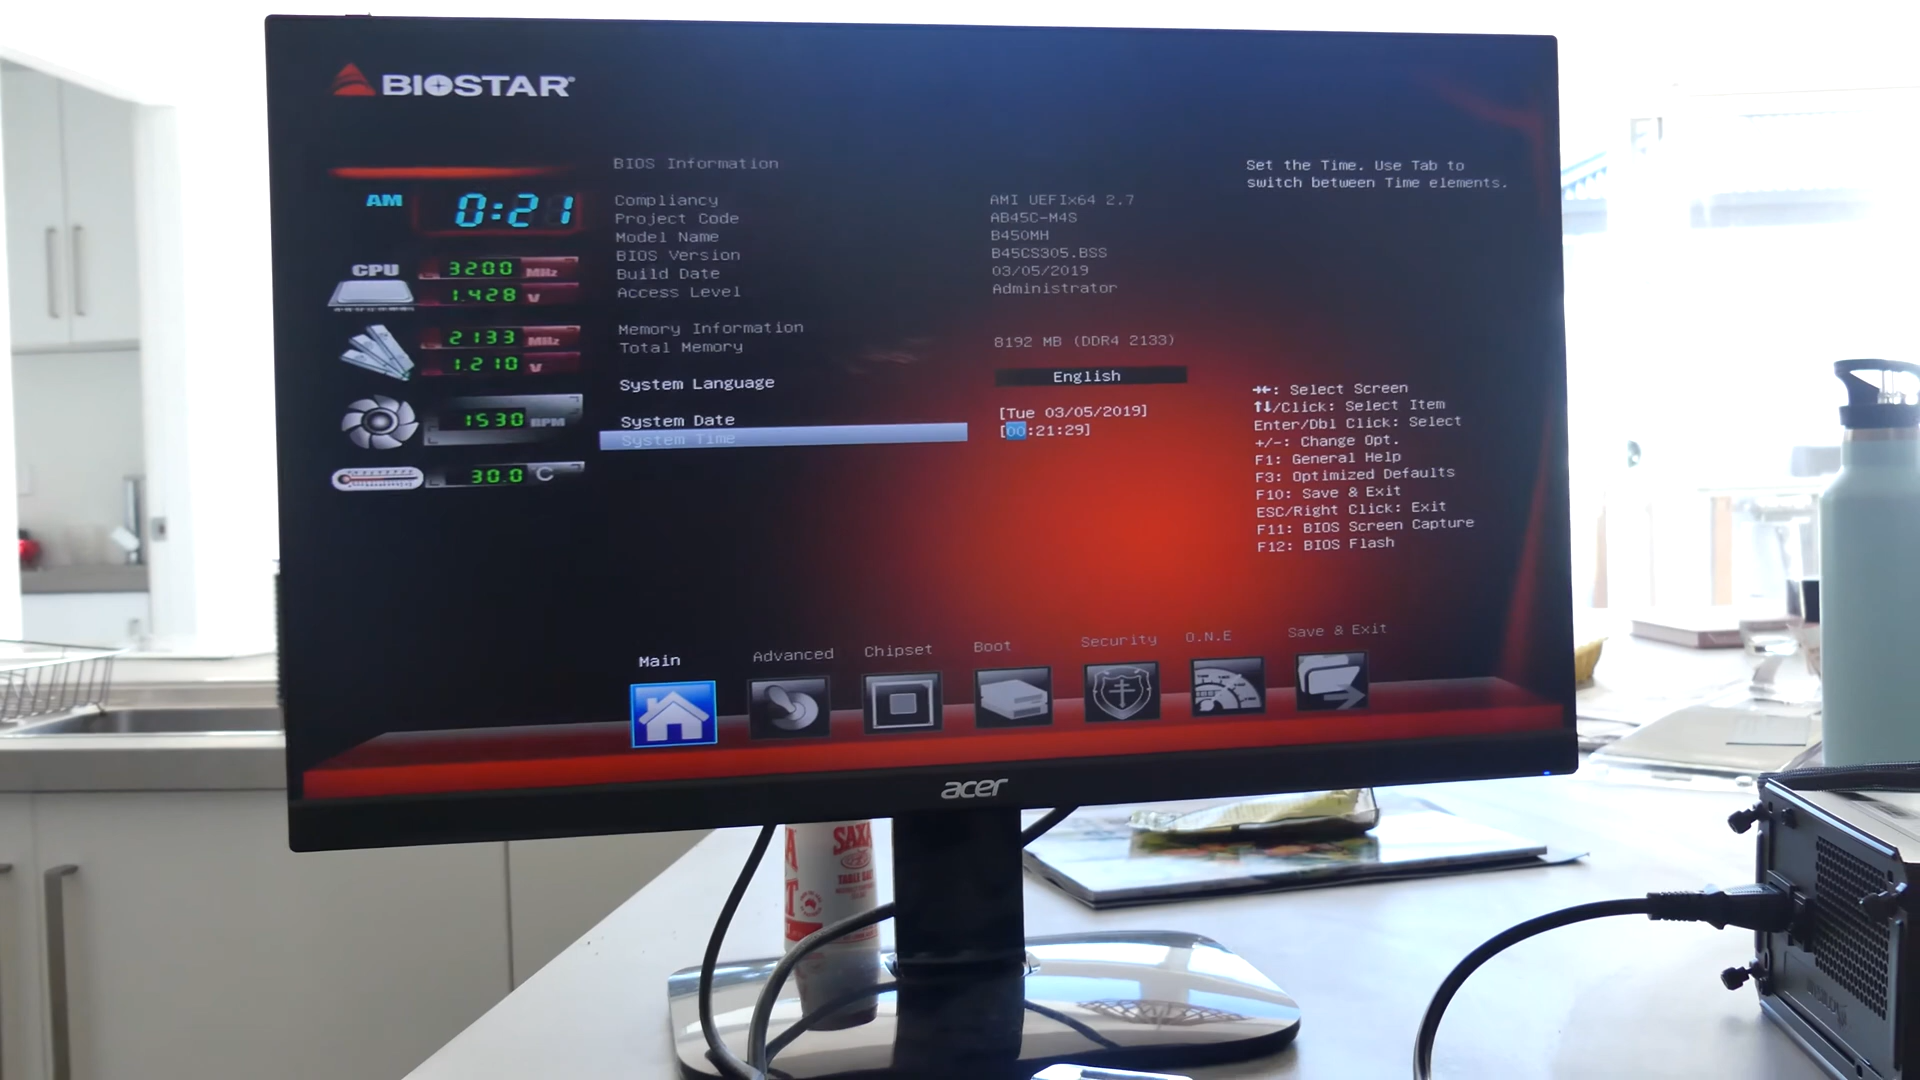 BIOSTAR
BIOS Information
Set the Time. Use Tab to
switch between Time elements.
AM 0:21
Compliancy AMI UEFIx64 2.7
Project Code AB45C-M4S
Model Name B450MH
BIOS Version B45CS305.BSS
Build Date 03/05/2019
Access Level Administrator
CPU 3200 MHz
1.428 V
Memory Information
Total Memory 8192 MB (DDR4 2133)
2133 MHz
1.210 V
System Language English
1530 RPM
System Date [Tue 03/05/2019]
System Time [00:21:29]
30.0 C
→←: Select Screen
↑↓/Click: Select Item
Enter/Dbl Click: Select
+/-: Change Opt.
F1: General Help
F3: Optimized Defaults
F10: Save & Exit
ESC/Right Click: Exit
F11: BIOS Screen Capture
F12: BIOS Flash
Main Advanced Chipset Boot Security O.N.E Save & Exit
acer
SAXA
TABLE SALT